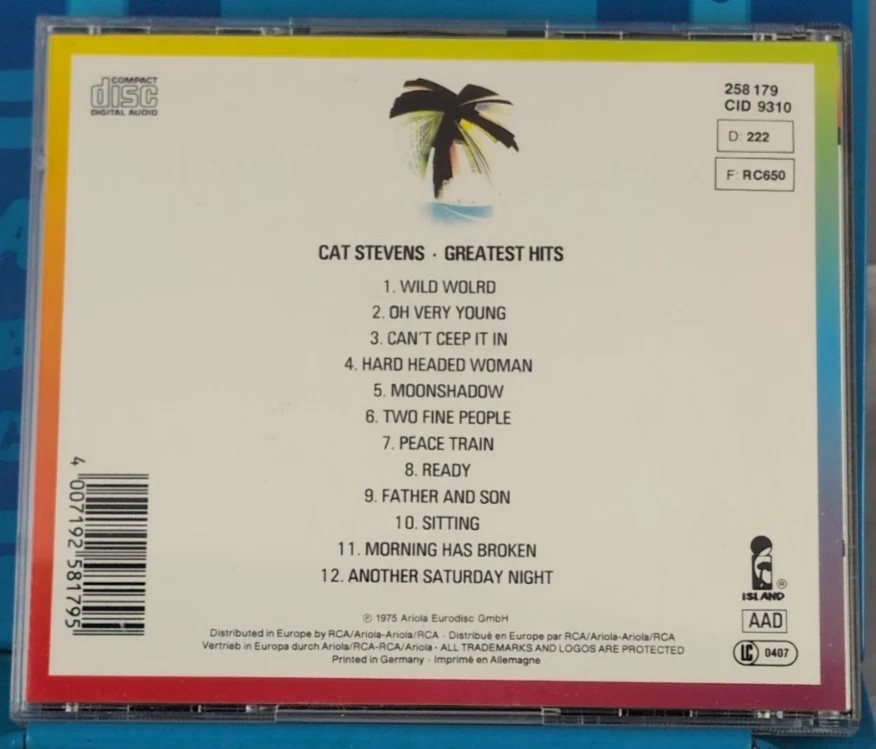 COMPACT
disc
DIGITAL AUDIO
258 179
CID 9310
D: 222
F: RC650
CAT STEVENS · GREATEST HITS
1. WILD WOLRD
2. OH VERY YOUNG
3. CAN'T CEEP IT IN
4. HARD HEADED WOMAN
5. MOONSHADOW
6. TWO FINE PEOPLE
7. PEACE TRAIN
8. READY
9. FATHER AND SON
10. SITTING
11. MORNING HAS BROKEN
12. ANOTHER SATURDAY NIGHT
4 007192 581795
℗ 1975 Ariola Eurodisc GmbH
Distributed in Europe by RCA/Ariola-Ariola/RCA · Distribué en Europe par RCA/Ariola-Ariola/RCA
Vertrieb in Europa durch Ariola/RCA-RCA/Ariola · ALL TRADEMARKS AND LOGOS ARE PROTECTED
Printed in Germany · Imprimé en Allemagne
®
ISLAND
AAD
LC 0407